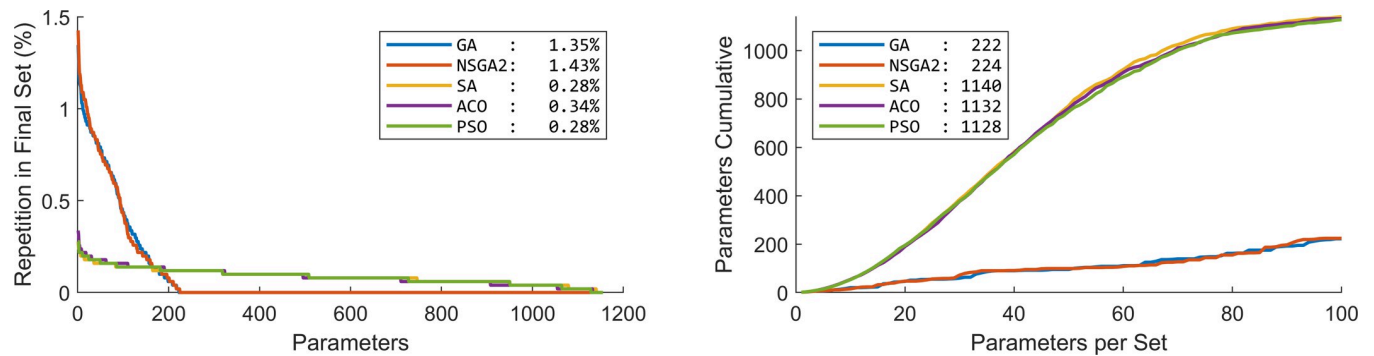 Repetition in Final Set (%)
1.5
1
0.5
0
GA : 1.35%
NSGA2: 1.43%
SA : 0.28%
ACO : 0.34%
PSO : 0.28%
0 200 400 600 800 1000 1200
Parameters
Parameters Cumulative
1000
800
600
400
200
0
GA : 222
NSGA2: 224
SA : 1140
ACO : 1132
PSO : 1128
1 20 40 60 80 100
Parameters per Set